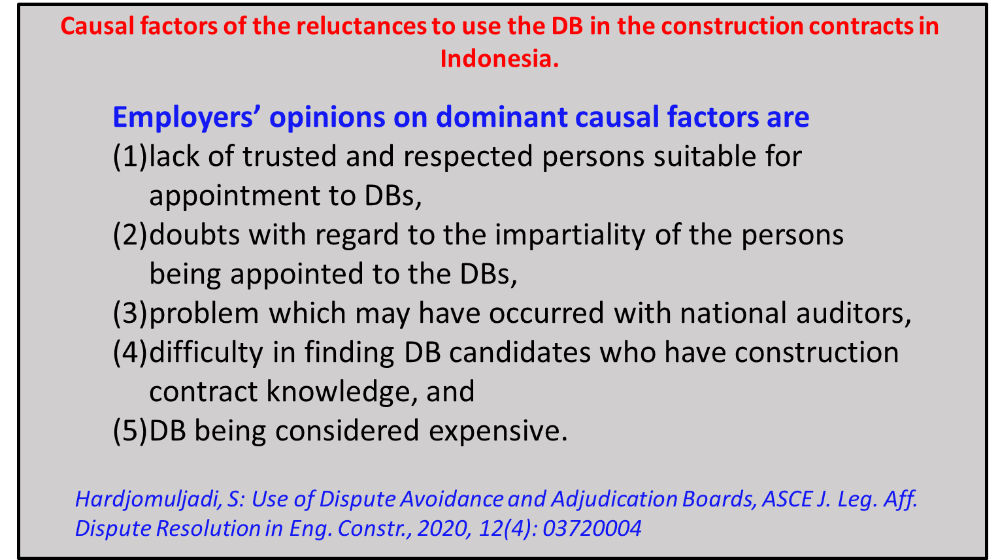 Causal factors of the reluctances to use the DB in the construction contracts in
Indonesia.
Employers’ opinions on dominant causal factors are
(1)lack of trusted and respected persons suitable for
appointment to DBs,
(2)doubts with regard to the impartiality of the persons
being appointed to the DBs,
(3)problem which may have occurred with national auditors,
(4)difficulty in finding DB candidates who have construction
contract knowledge, and
(5)DB being considered expensive.
Hardjomuljadi, S: Use of Dispute Avoidance and Adjudication Boards, ASCE J. Leg. Aff.
Dispute Resolution in Eng. Constr., 2020, 12(4): 03720004